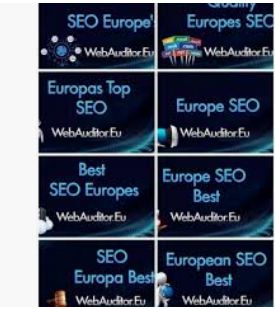 SEO Europe'
WebAuditor.Eu
Quality
Europes SEO
WebAuditor.Eu
Europas Top
SEO
WebAuditor.Eu
Europe SEO
WebAuditor.Eu
Best
SEO Europes
WebAuditor.Eu
Europe SEO
Best
WebAuditor.Eu
SEO
Europa Best
WebAuditor.Eu
European SEO
Best
WebAuditor.Eu